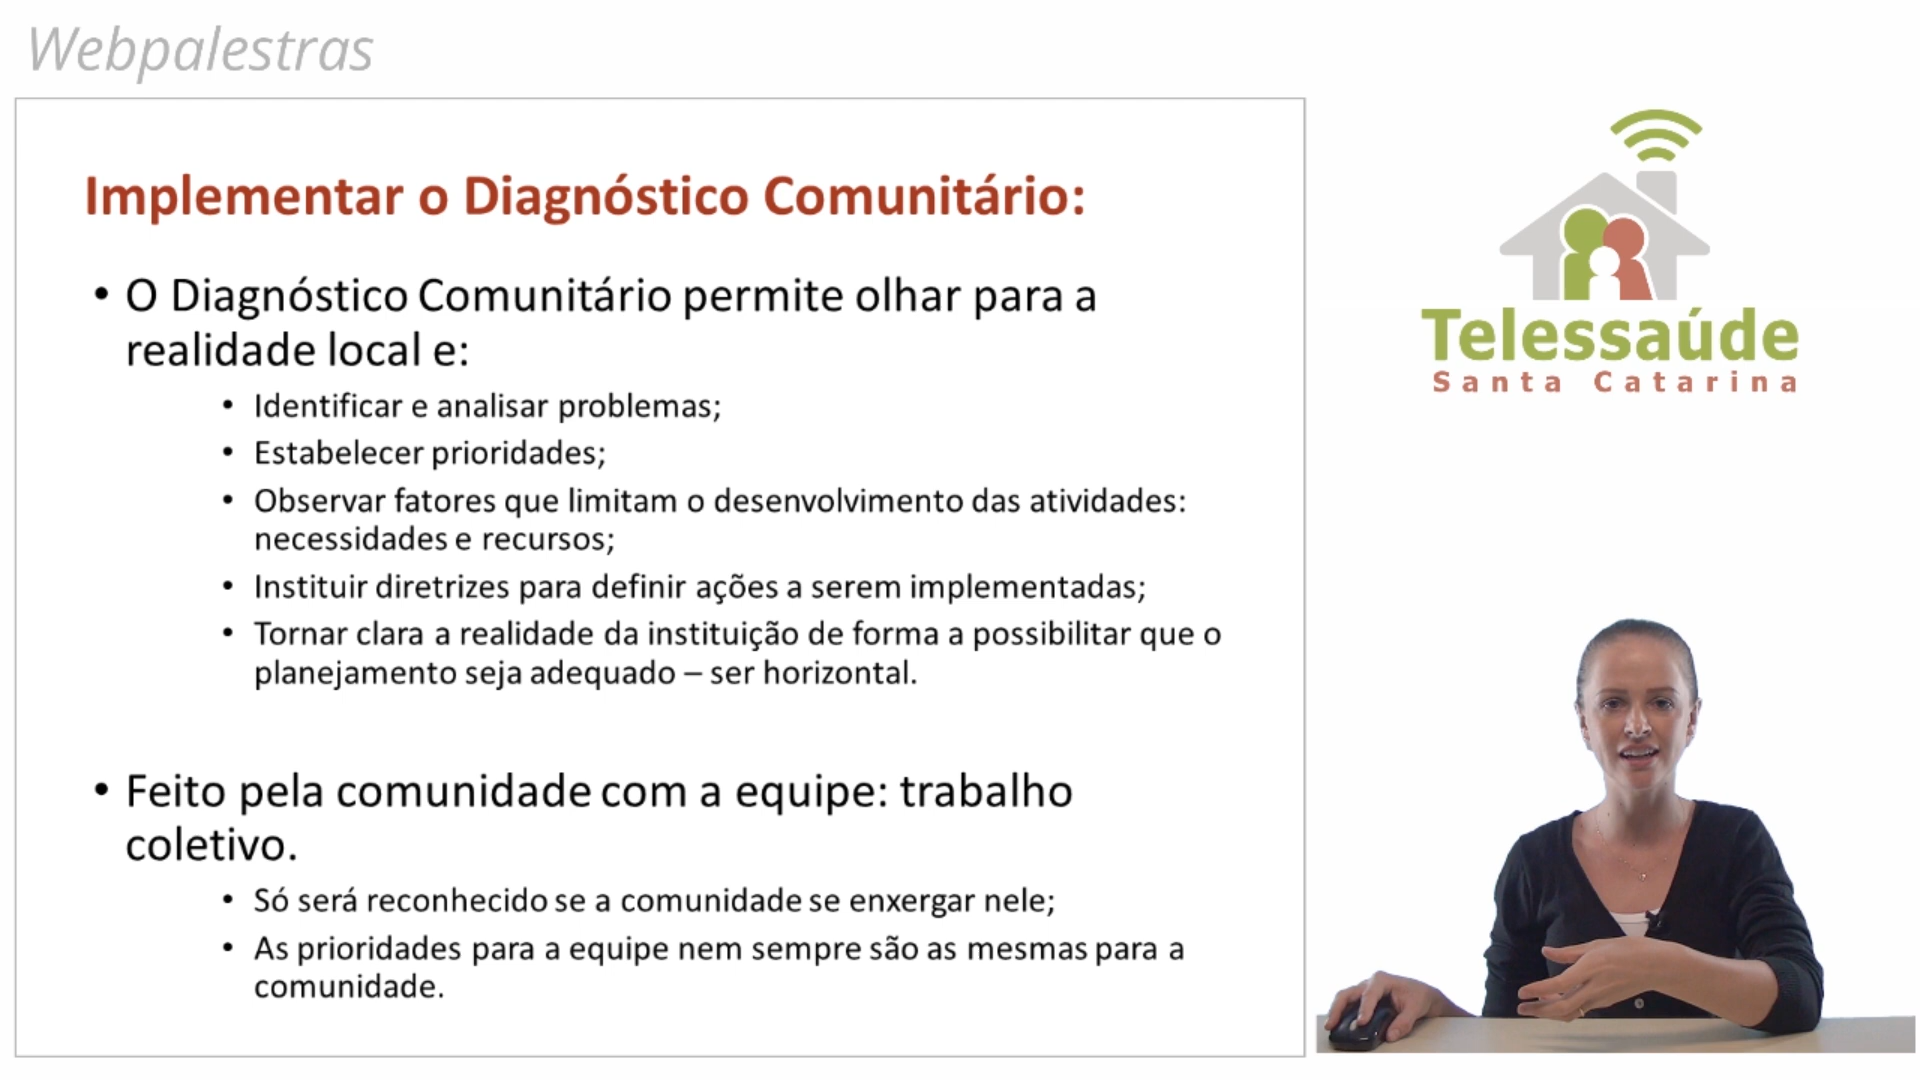 Webpalestras
Implementar o Diagnóstico Comunitário:
• O Diagnóstico Comunitário permite olhar para a
realidade local e:
• Identificar e analisar problemas;
• Estabelecer prioridades;
• Observar fatores que limitam o desenvolvimento das atividades:
necessidades e recursos;
• Instituir diretrizes para definir ações a serem implementadas;
• Tornar clara a realidade da instituição de forma a possibilitar que o
planejamento seja adequado – ser horizontal.
• Feito pela comunidade com a equipe: trabalho
coletivo.
• Só será reconhecido se a comunidade se enxergar nele;
• As prioridades para a equipe nem sempre são as mesmas para a
comunidade.
Telessaúde
Santa Catarina